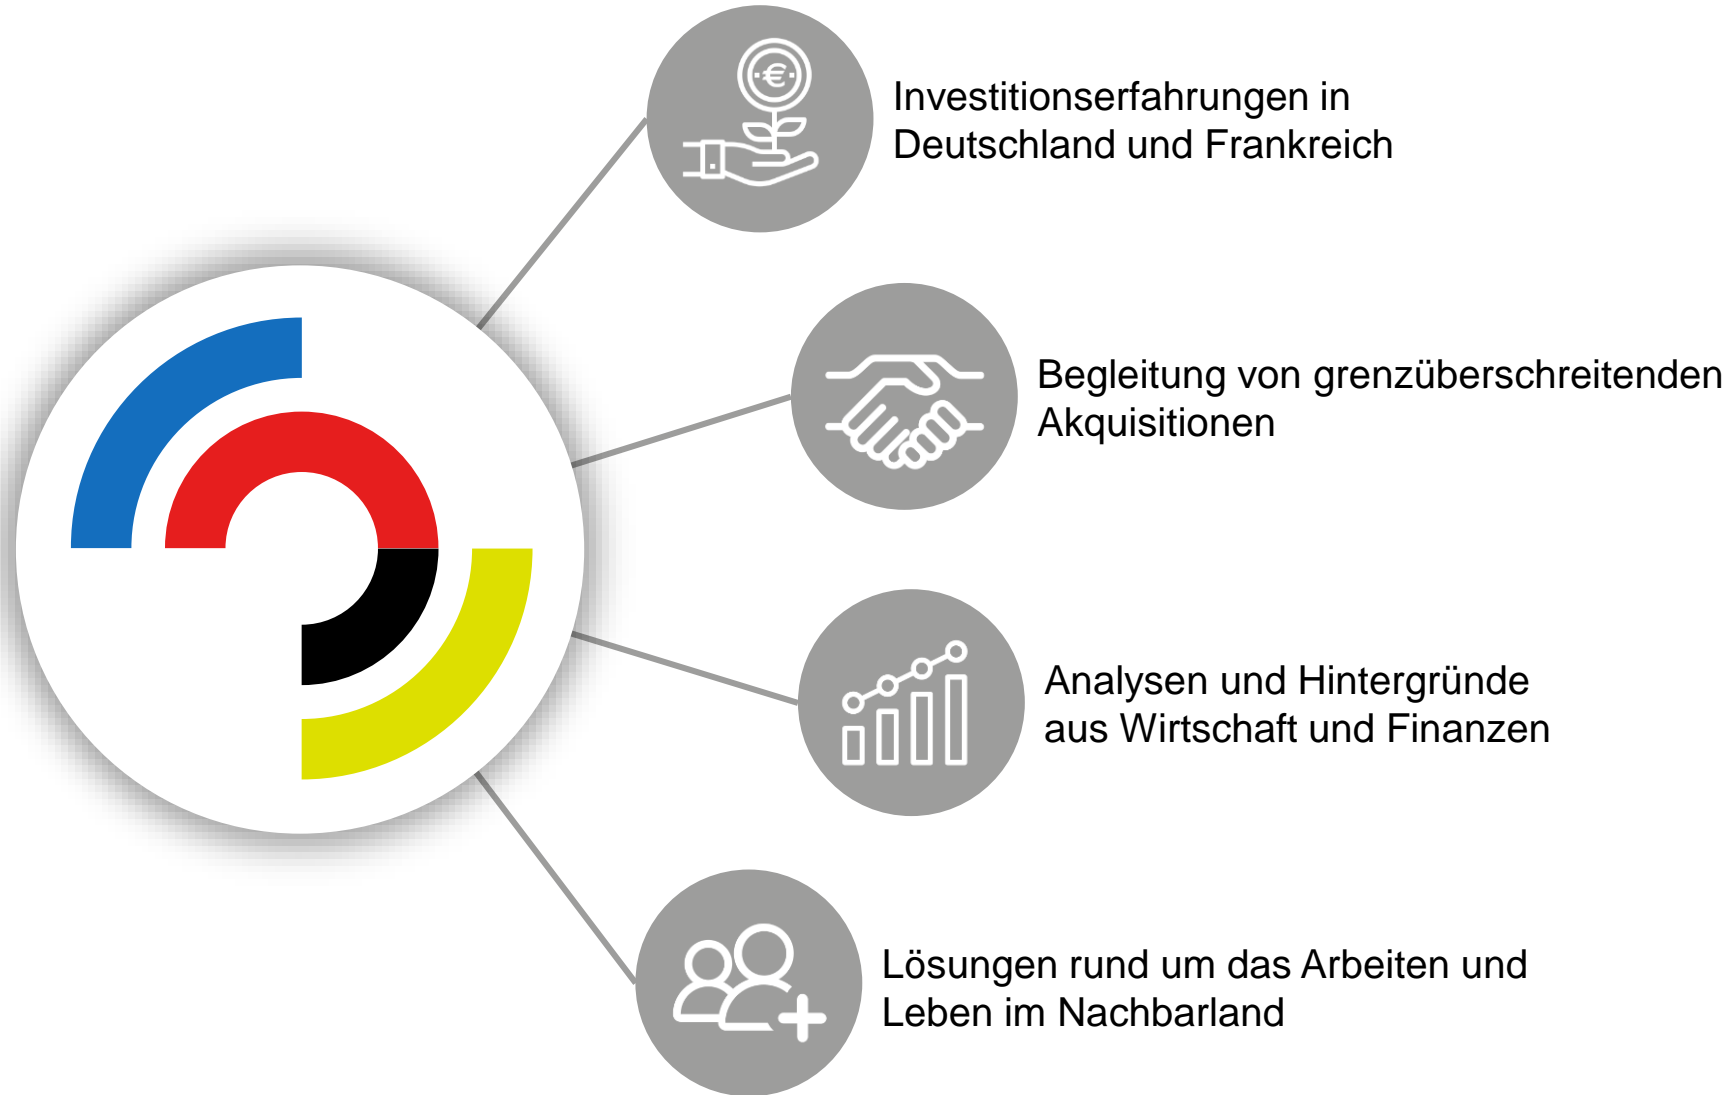 €
Investitionserfahrungen in
Deutschland und Frankreich
Begleitung von grenzüberschreitenden
Akquisitionen
Analysen und Hintergründe
aus Wirtschaft und Finanzen
Lösungen rund um das Arbeiten und
Leben im Nachbarland